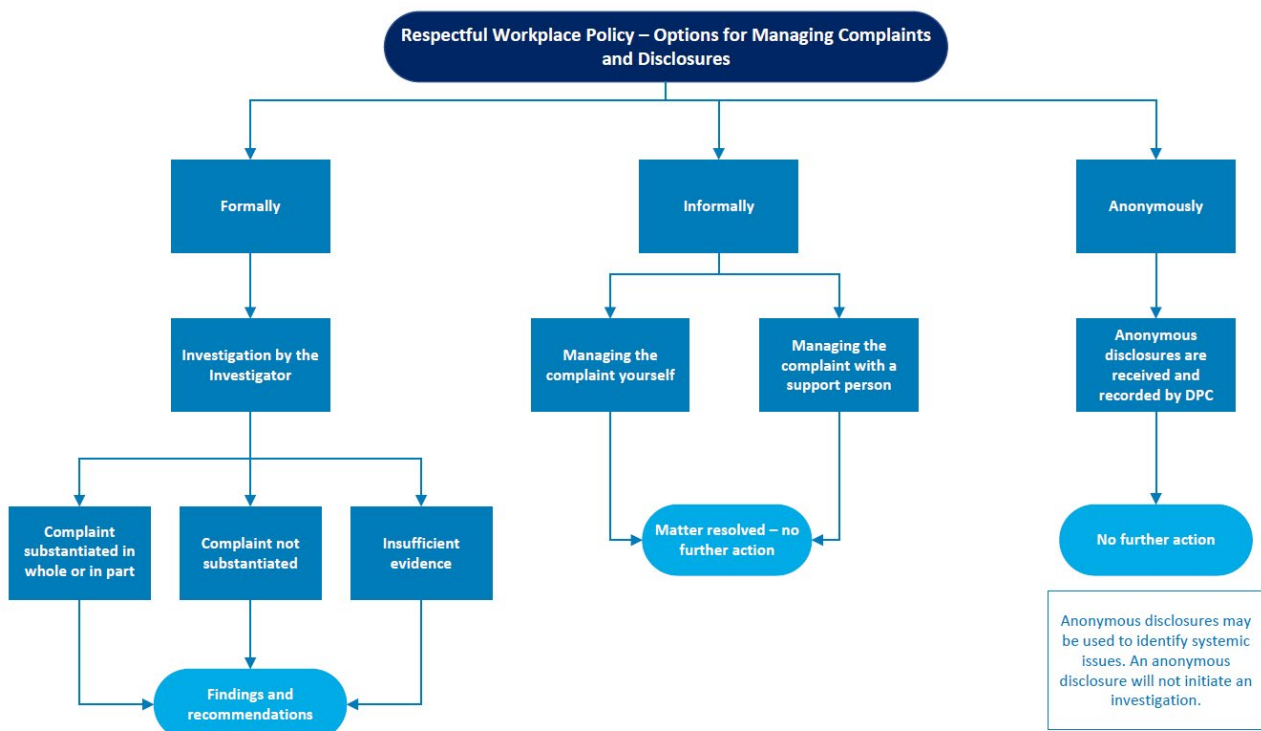 Respectful Workplace Policy – Options for Managing Complaints
and Disclosures
Formally
Informally
Anonymously
Investigation by the
Investigator
Managing the
complaint yourself
Managing the
complaint with a
support person
Anonymous
disclosures are
received and
recorded by DPC
Complaint
substantiated in
whole or in part
Complaint not
substantiated
Insufficient
evidence
Matter resolved – no
further action
No further action
Findings and
recommendations
Anonymous disclosures may
be used to identify systemic
issues. An anonymous
disclosure will not initiate an
investigation.